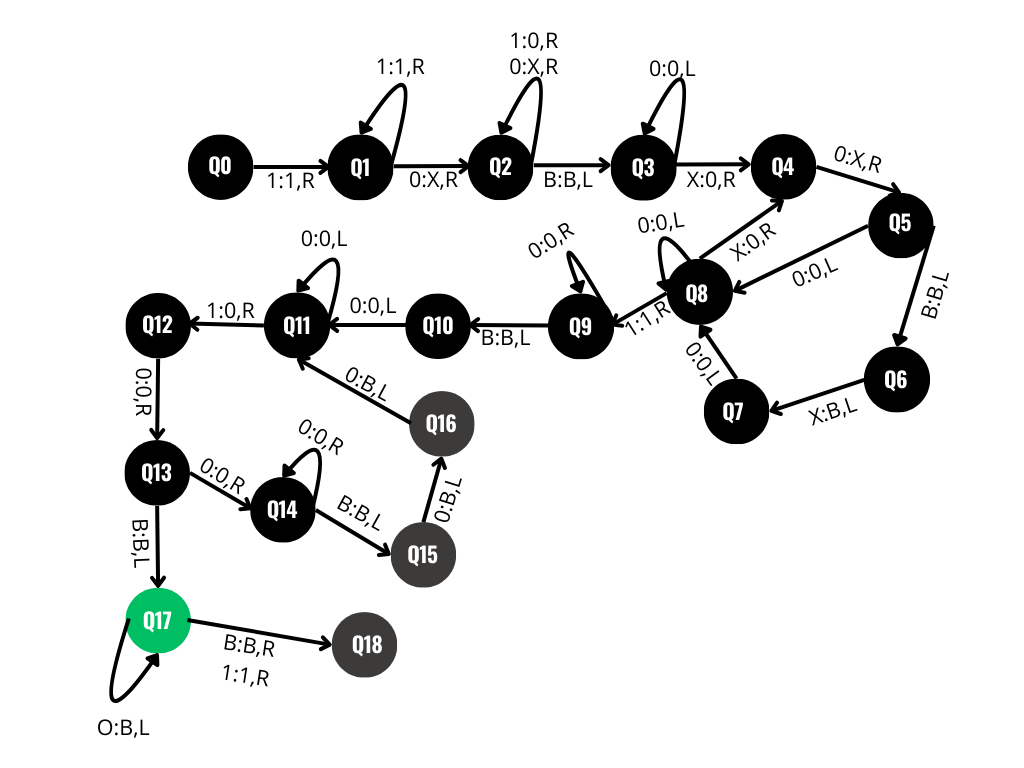 1:0,R
0:X,R
1:1,R
0:0,L
Q0
Q1
Q2
Q3
Q4
0:X,R
1:1,R
0:X,R
B:B,L
X:0,R
Q5
0:0,L
0:0,R
0:0,L
X:0,R
0:0,L
B:B,L
Q12
1:0,R
Q11
0:0,L
Q10
B:B,L
Q9
1:1,R
Q8
0:0,R
0:B,L
0:0,L
Q7
X:B,L
Q6
Q16
0:0,R
Q13
0:0,R
Q14
B:B,L
0:B,L
Q15
B:B,L
Q17
B:B,R
1:1,R
Q18
O:B,L